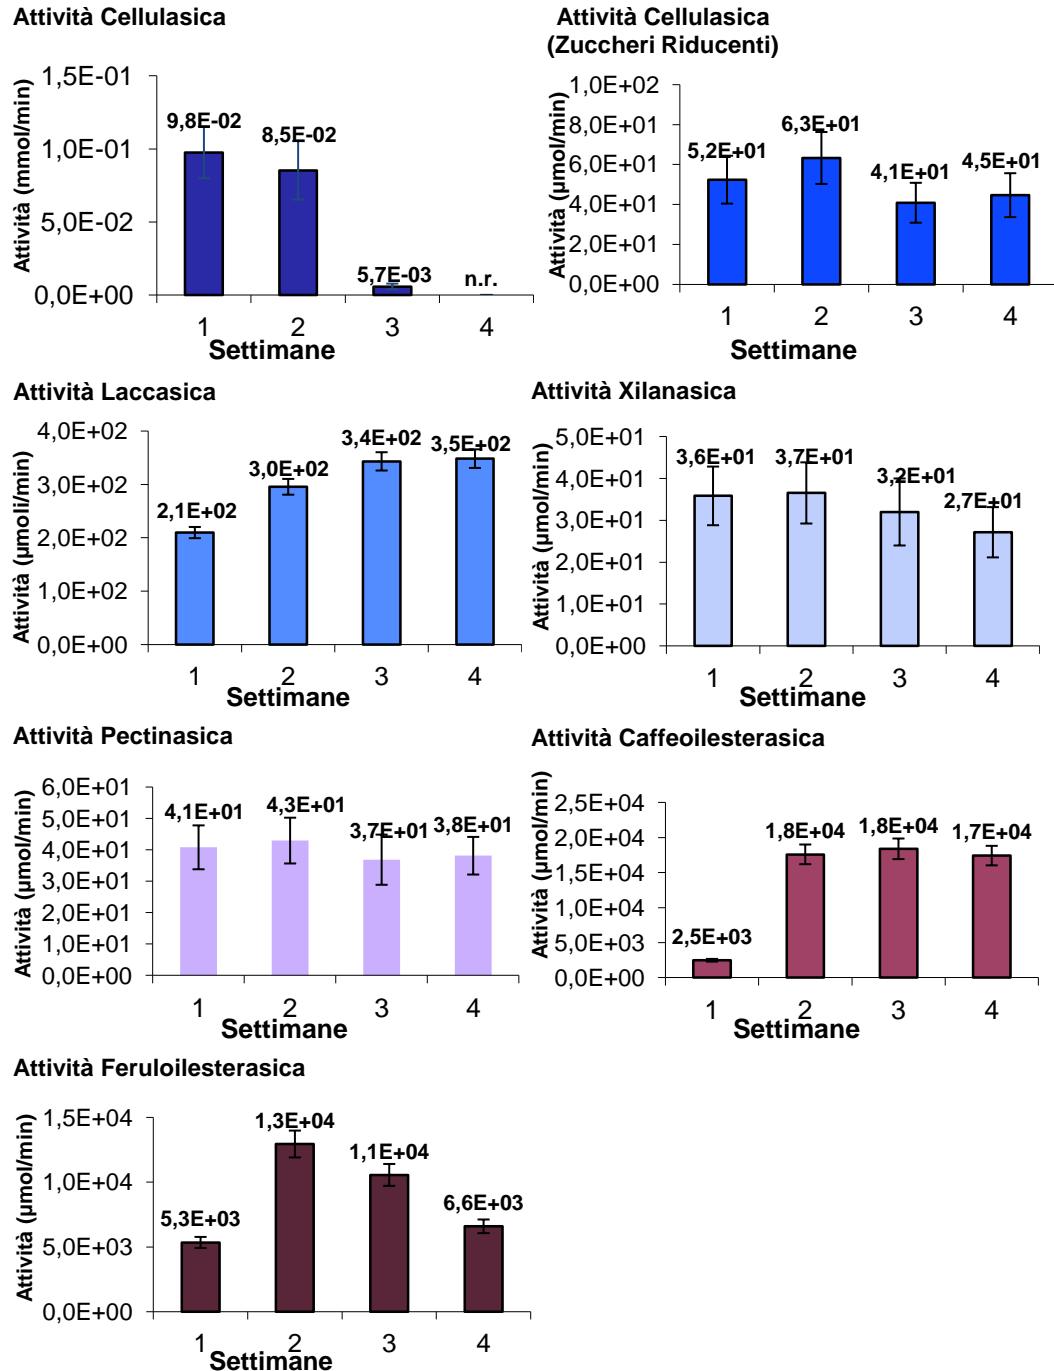 Attività Cellulasica
Attività (mmol/min)
1,5E-01
1,0E-01
5,0E-02
0,0E+00
9,8E-02
8,5E-02
5,7E-03
n.r.
1 2 3 4
Settimane
Attività Cellulasica
(Zuccheri Riducenti)
Attività (µmol/min)
1,0E+02
8,0E+01
6,0E+01
4,0E+01
2,0E+01
0,0E+00
5,2E+01
6,3E+01
4,1E+01
4,5E+01
1 2 3 4
Settimane
Attività Laccasica
Attività (µmoli/min)
4,0E+02
3,0E+02
2,0E+02
1,0E+02
0,0E+00
2,1E+02
3,0E+02
3,4E+02
3,5E+02
1 2 3 4
Settimane
Attività Xilanasica
Attività (µmol/min)
5,0E+01
4,0E+01
3,0E+01
2,0E+01
1,0E+01
0,0E+00
3,6E+01
3,7E+01
3,2E+01
2,7E+01
1 2 3 4
Settimane
Attività Pectinasica
Attività (µmol/min)
6,0E+01
5,0E+01
4,0E+01
3,0E+01
2,0E+01
1,0E+01
0,0E+00
4,1E+01
4,3E+01
3,7E+01
3,8E+01
1 2 3 4
Settimane
Attività Caffeoilesterasica
Attività (µmol/min)
2,5E+04
2,0E+04
1,5E+04
1,0E+04
5,0E+03
0,0E+00
2,5E+03
1,8E+04
1,8E+04
1,7E+04
1 2 3 4
Settimane
Attività Feruloilesterasica
Attività (µmol/min)
1,5E+04
1,0E+04
5,0E+03
0,0E+00
5,3E+03
1,3E+04
1,1E+04
6,6E+03
1 2 3 4
Settimane